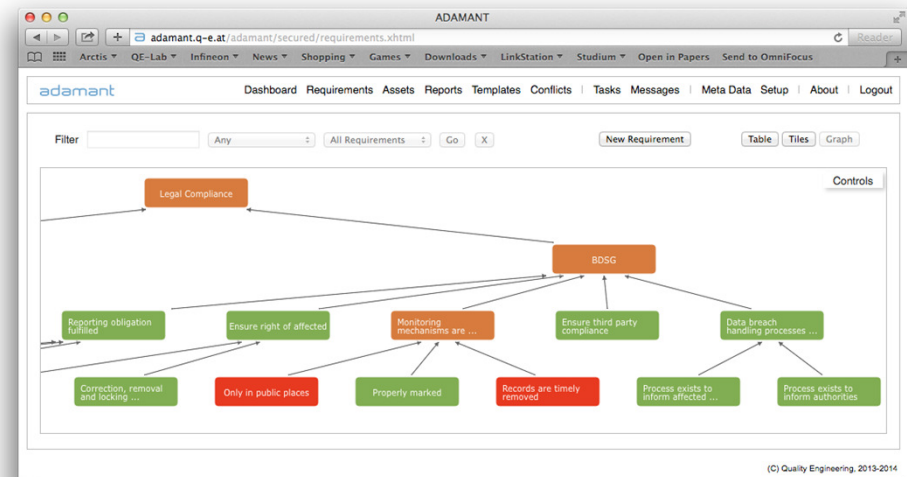 ADAMANT
adamant.q-e.at/adamant/secured/requirements.xhtml
Reader
Arctis QE-Lab Infineon News Shopping Games Downloads LinkStation Studium Open in Papers Send to OmniFocus
adamant
Dashboard Requirements Assets Reports Templates Conflicts | Tasks Messages | Meta Data Setup | About | Logout
Filter Any All Requirements Go X New Requirement Table Tiles Graph
Controls
Legal Compliance
BDSG
Reporting obligation
fulfilled
Ensure right of affected
Monitoring
mechanisms are ...
Ensure third party
compliance
Data breach
handling processes ...
Correction, removal
and locking ...
Only in public places
Properly marked
Records are timely
removed
Process exists to
inform affected ...
Process exists to
inform authorities
(C) Quality Engineering, 2013-2014